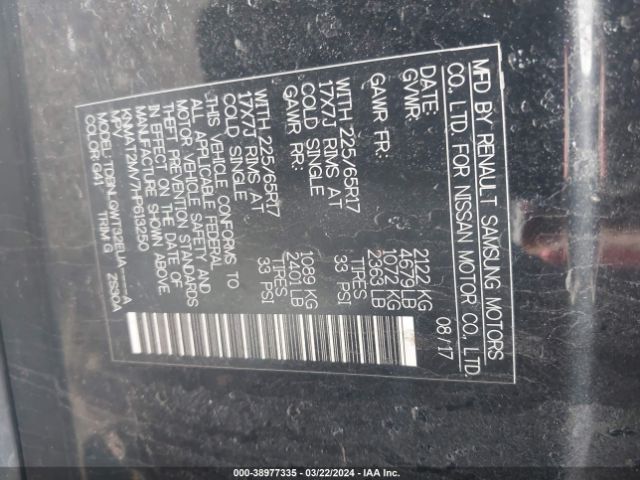 MFD BY RENAULT SAMSUNG MOTORS
CO., LTD. FOR NISSAN MOTOR CO., LTD.
DATE: 08/17
GVWR: 2122 KG
4679 LB
GAWR FR: 1072 KG
2363 LB
WITH 225/65R17 TIRES
17X7J RIMS AT 33 PSI
COLD SINGLE
GAWR RR: 1089 KG
2401 LB
WITH 225/65R17 TIRES
17X7J RIMS AT 33 PSI
COLD SINGLE
THIS VEHICLE CONFORMS TO
ALL APPLICABLE FEDERAL
MOTOR VEHICLE SAFETY AND
THEFT PREVENTION STANDARDS
IN EFFECT ON THE DATE OF
MANUFACTURE SHOWN ABOVE.
KNMAT2MV7HP613250
MPV
COLOR: G41 TRIM G 2S00A
000-38977335 - 03/22/2024 - IAA Inc.